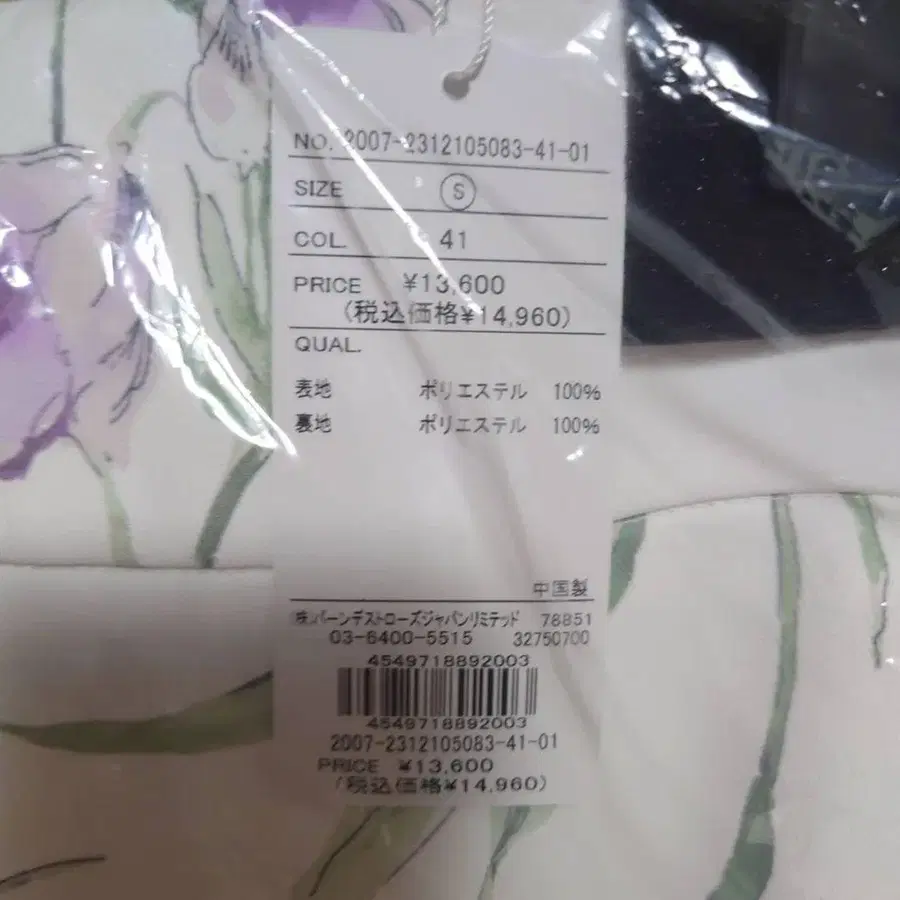 NO. 2007-2312105083-41-01
SIZE Ⓢ
COL. 41
PRICE ¥13,600
(税込価格¥14,960)
QUAL.
表地 ポリエステル 100%
裏地 ポリエステル 100%
中国製
㈱バーンデストローズジャパンリミテッド 78851
03-6400-5515 32750700
4549718892003
4549718892003
2007-2312105083-41-01
PRICE ¥13,600
(税込価格¥14,960)